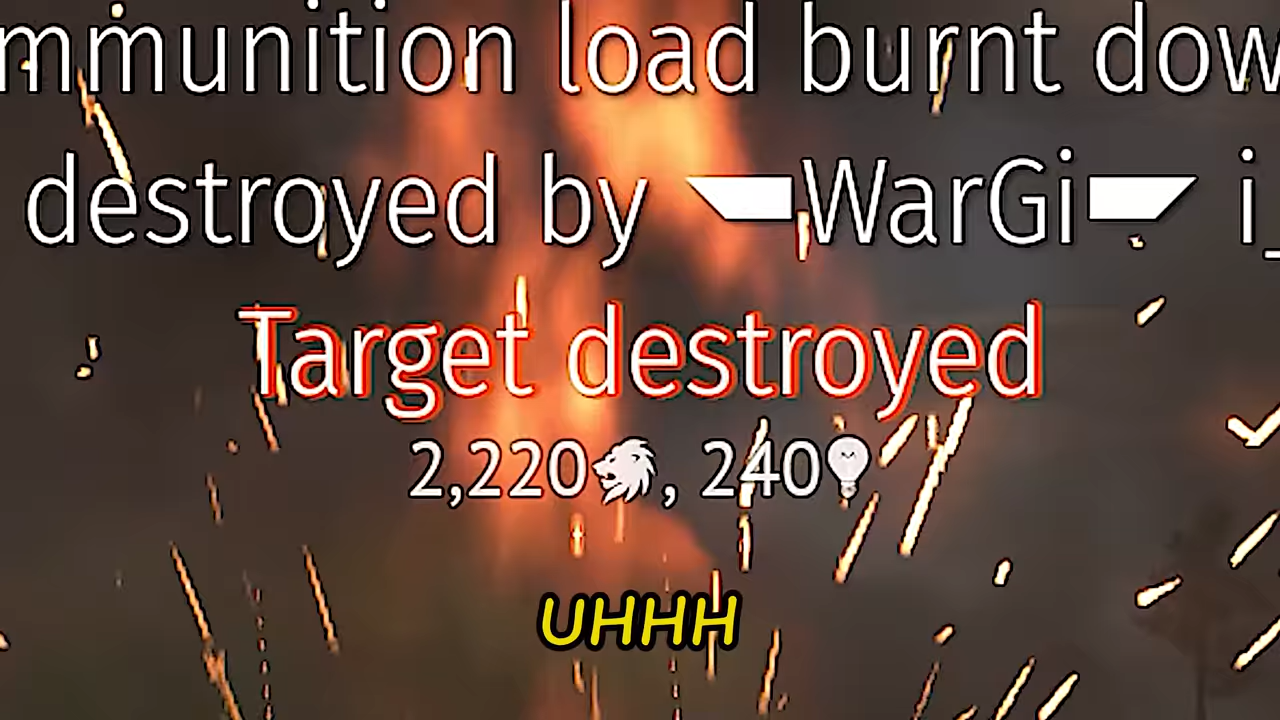 mmunition load burnt dow
destroyed by ◥■WarGi■◤ i_
Target destroyed
2,220, 240
UHHH